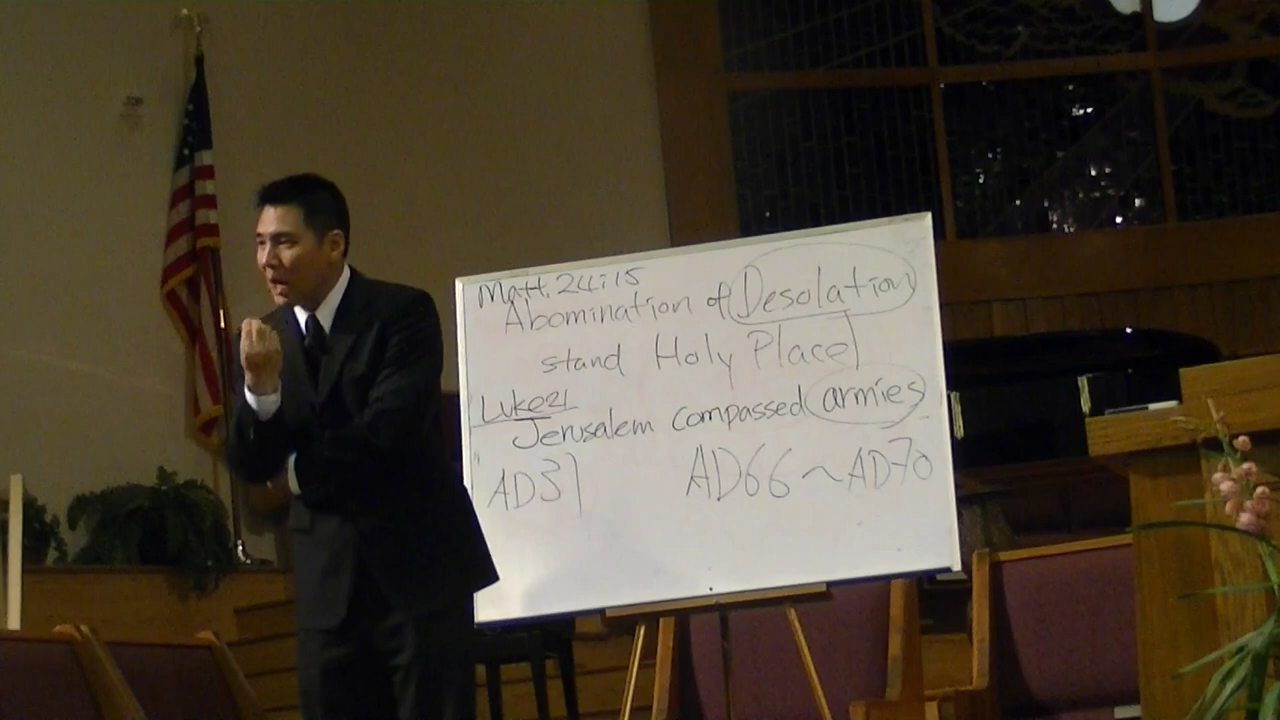 Matt. 24:15
Abomination of Desolation
stand Holy Place
Luke21
Jerusalem compassed armies
AD31 AD66~AD70